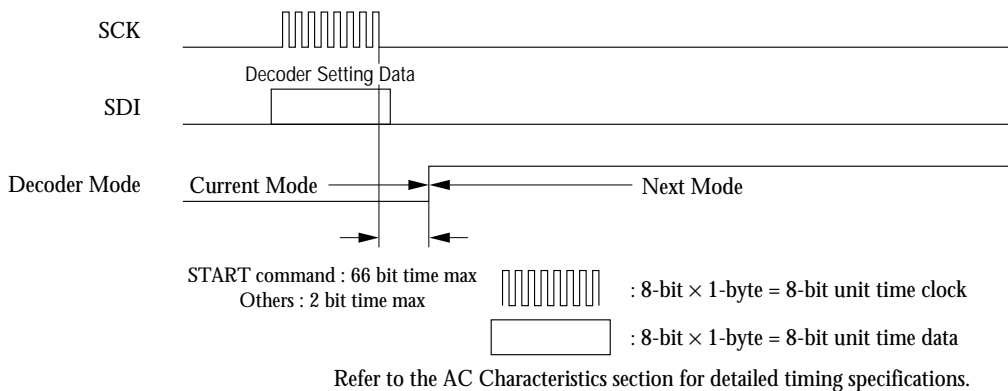 SCK
Decoder Setting Data
SDI
Decoder Mode
Current Mode
Next Mode
START command : 66 bit time max
Others : 2 bit time max
: 8-bit × 1-byte = 8-bit unit time clock
: 8-bit × 1-byte = 8-bit unit time data
Refer to the AC Characteristics section for detailed timing specifications.